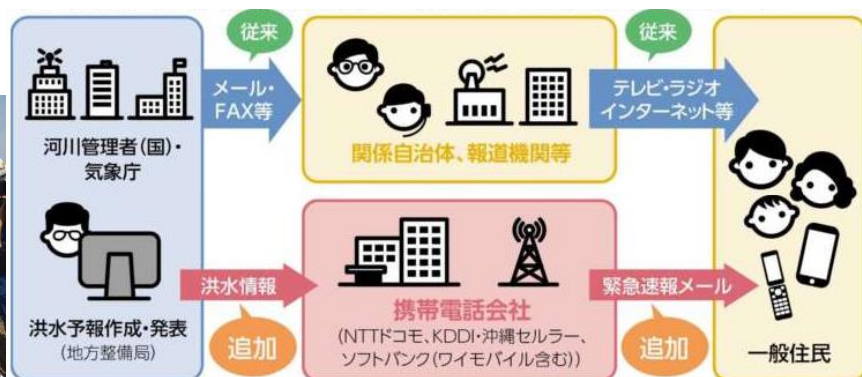 従来
従来
河川管理者(国)・
気象庁
メール・
FAX等
関係自治体、報道機関等
テレビ・ラジオ
インターネット等
洪水予報作成・発表
(地方整備局)
洪水情報
追加
携帯電話会社
(NTTドコモ、KDDI・沖縄セルラー、
ソフトバンク(ワイモバイル含む))
緊急速報メール
追加
一般住民